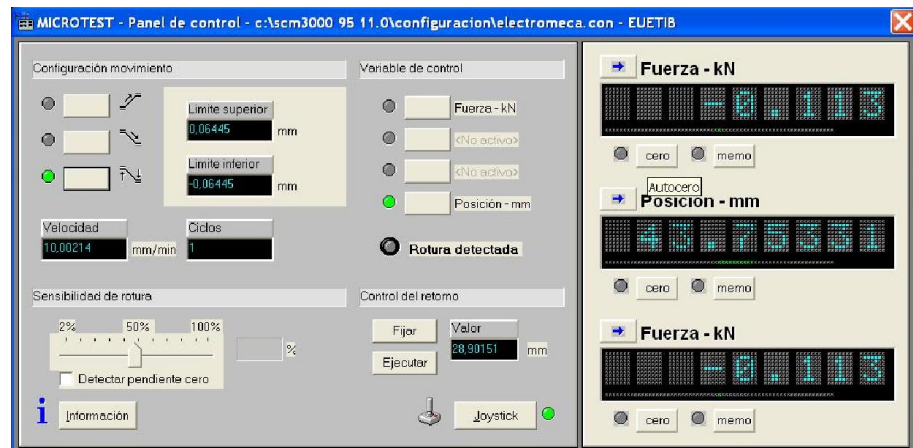 MICROTEST - Panel de control - c:\scm3000 95 11.0\configuracion\electromeca.con - EUETIB
Configuración movimiento
Limite superior
0,06445 mm
Limite inferior
-0,06445 mm
Velocidad
10,00214 mm/min
Ciclos
1
Variable de control
Fuerza - kN
<No activo>
<No activo>
Posición - mm
Rotura detectada
Sensibilidad de rotura
2% 50% 100%
%
Detectar pendiente cero
i Información
Control del retorno
Fijar
Ejecutar
Valor
28,90151 mm
Joystick
Fuerza - kN
-0.113
cero memo
Autocero
Posición - mm
43.75331
cero memo
Fuerza - kN
-0.113
cero memo